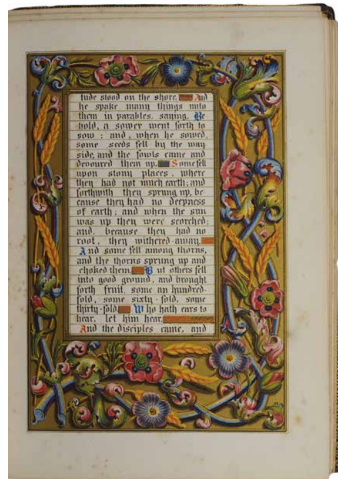 tude stood on the shore. And
he spake many things unto
them in parables, saying, Be
hold, a sower went forth to
sow : and, when he sowed,
some seeds fell by the way
side, and the fowls came and
devoured them up. Some fell
upon stony places, where
they had not much earth; and
forthwith they sprung up, be
cause they had no deepness
of earth; and when the sun
was up they were scorched;
and, because they had no
root, they withered away.
And some fell among thorns,
and the thorns sprung up and
choked them. But others fell
into good ground, and brought
forth fruit, some an hundred-
fold, some sixty-fold, some
thirty-fold. Who hath ears to
hear, let him hear.
And the disciples came, and